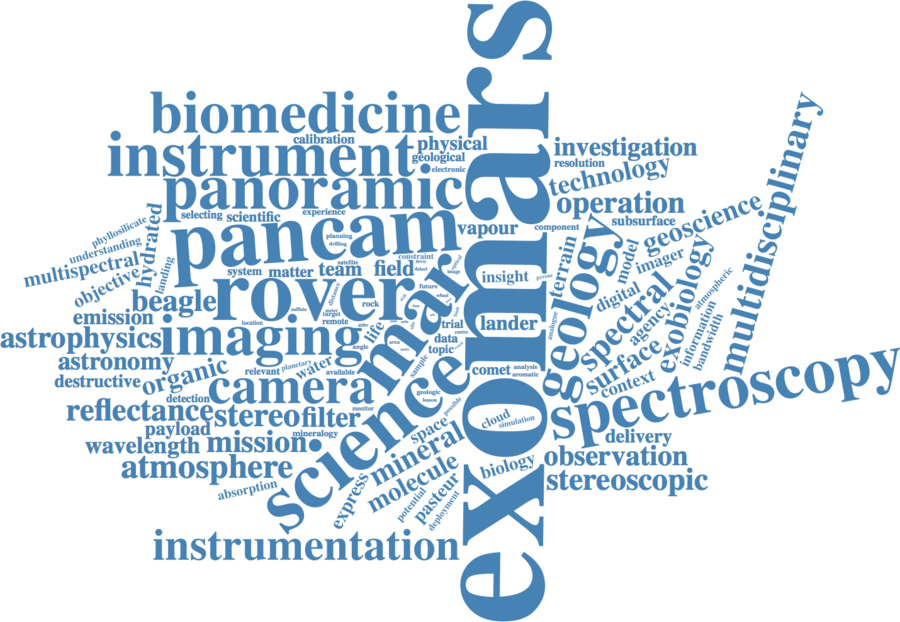 exomars
biomedicine
calibration
instrument
physical
geological
electronic
investigation
resolution
technology
panoramic
operation
multidisciplinary
selecting
scientific
experience
pancam
vapour
component
subsurface
geoscience
phyllosilicate
understanding
multispectral
hydrated
landing
objective
planning
drilling
satellite
constraint
system
matter
team
field
insight
terrain
geology
model
imager
exobiology
atmospheric
beagle
rover
mar
future
wheel
rock
distance
target
remote
digital
spectral
agency
information
bandwidth
emission
location
astrophysics
imaging
life
angle
area
trial
centre
data
topic
lander
analogue
surface
context
astronomy
relevant
planetary
water
available
sample
comet
analysis
aromatic
destructive
organic
detection
camera
monitor
geologic
possible
spectroscopy
reflectance
stereo
filter
science
cloud
simulation
payload
mission
mineralogy
space
mineral
delivery
wavelength
observation
atmosphere
molecule
biology
stereoscopic
absorption
express
potential
pasteur
deployment
instrumentation